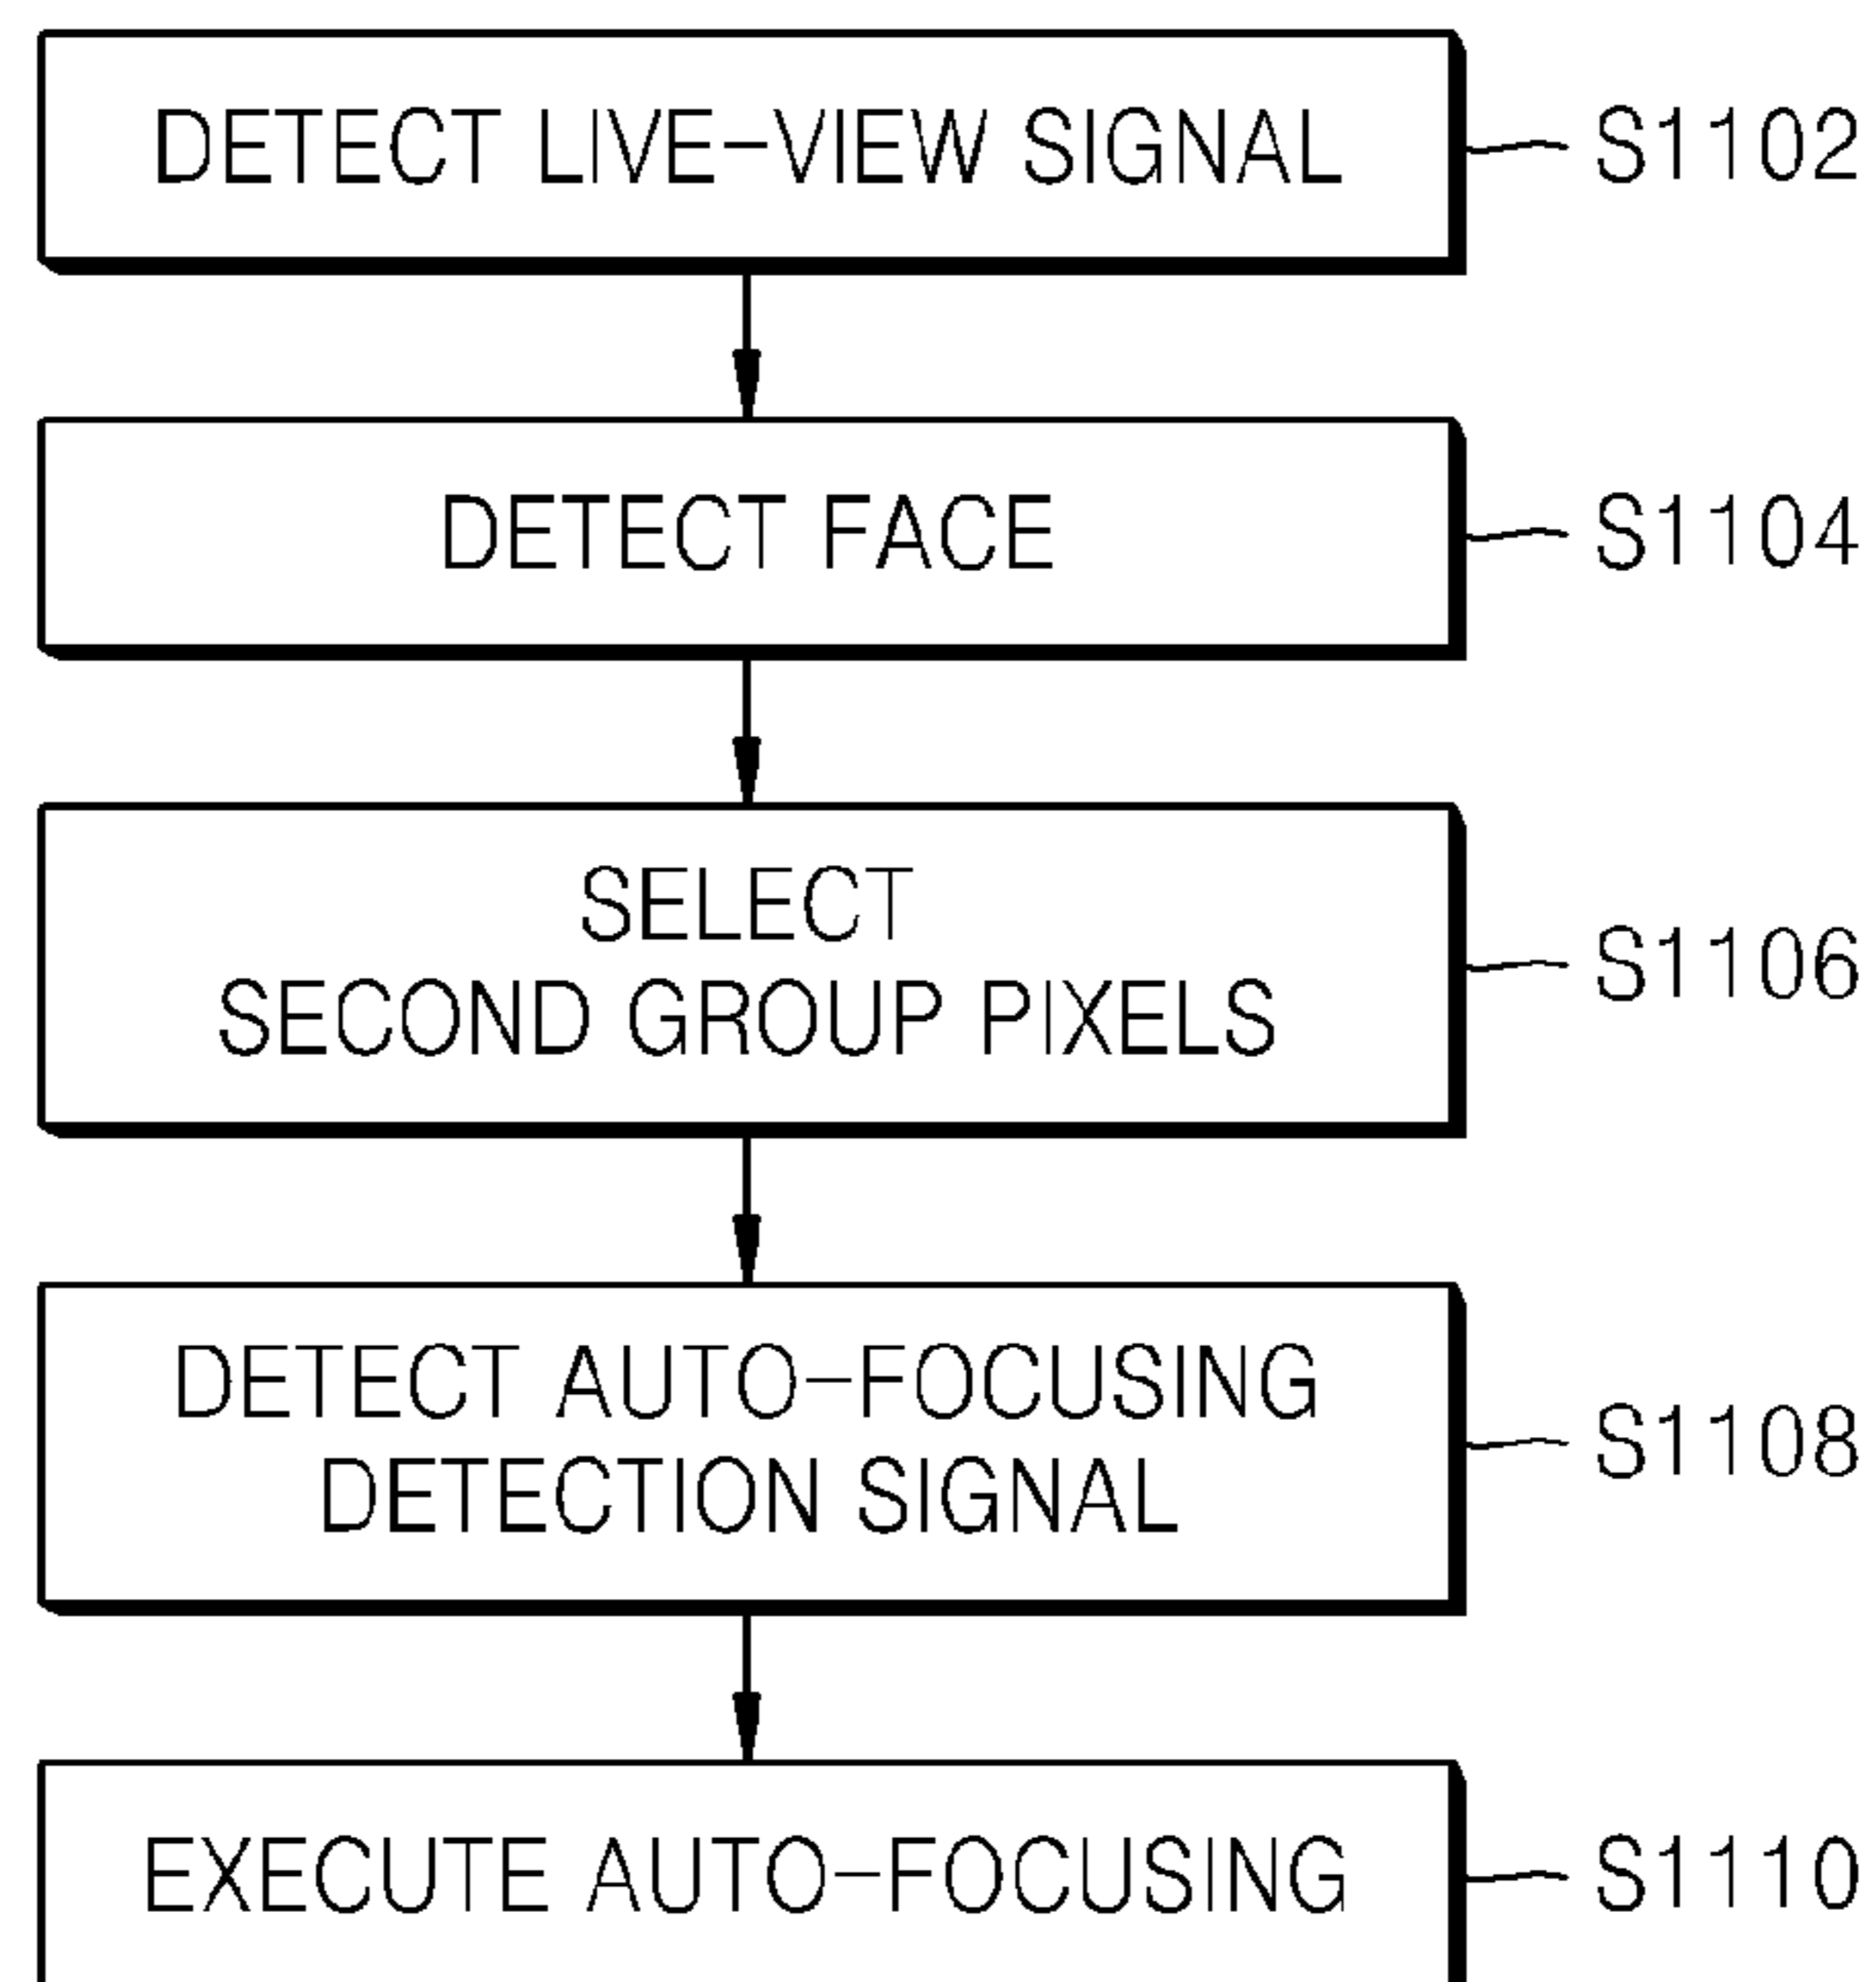 DETECT LIVE-VIEW SIGNAL
S1102
DETECT FACE
S1104
SELECT
SECOND GROUP PIXELS
S1106
DETECT AUTO-FOCUSING
DETECTION SIGNAL
S1108
EXECUTE AUTO-FOCUSING
S1110